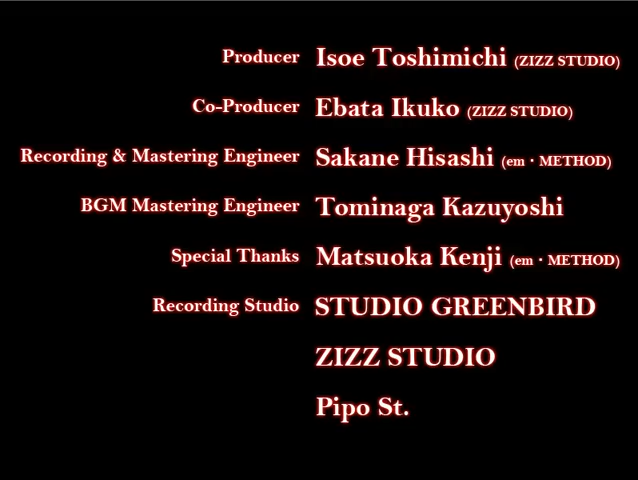 Producer Isoe Toshimichi (ZIZZ STUDIO)
Co-Producer Ebata Ikuko (ZIZZ STUDIO)
Recording & Mastering Engineer Sakane Hisashi (em · METHOD)
BGM Mastering Engineer Tominaga Kazuyoshi
Special Thanks Matsuoka Kenji (em · METHOD)
Recording Studio STUDIO GREENBIRD
ZIZZ STUDIO
Pipo St.